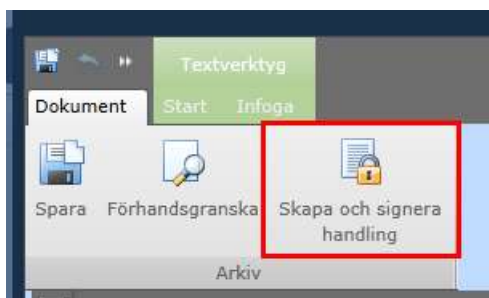 Textverktyg
Dokument Start Infoga
Spara Förhandsgranska Skapa och signera
handling
Arkiv